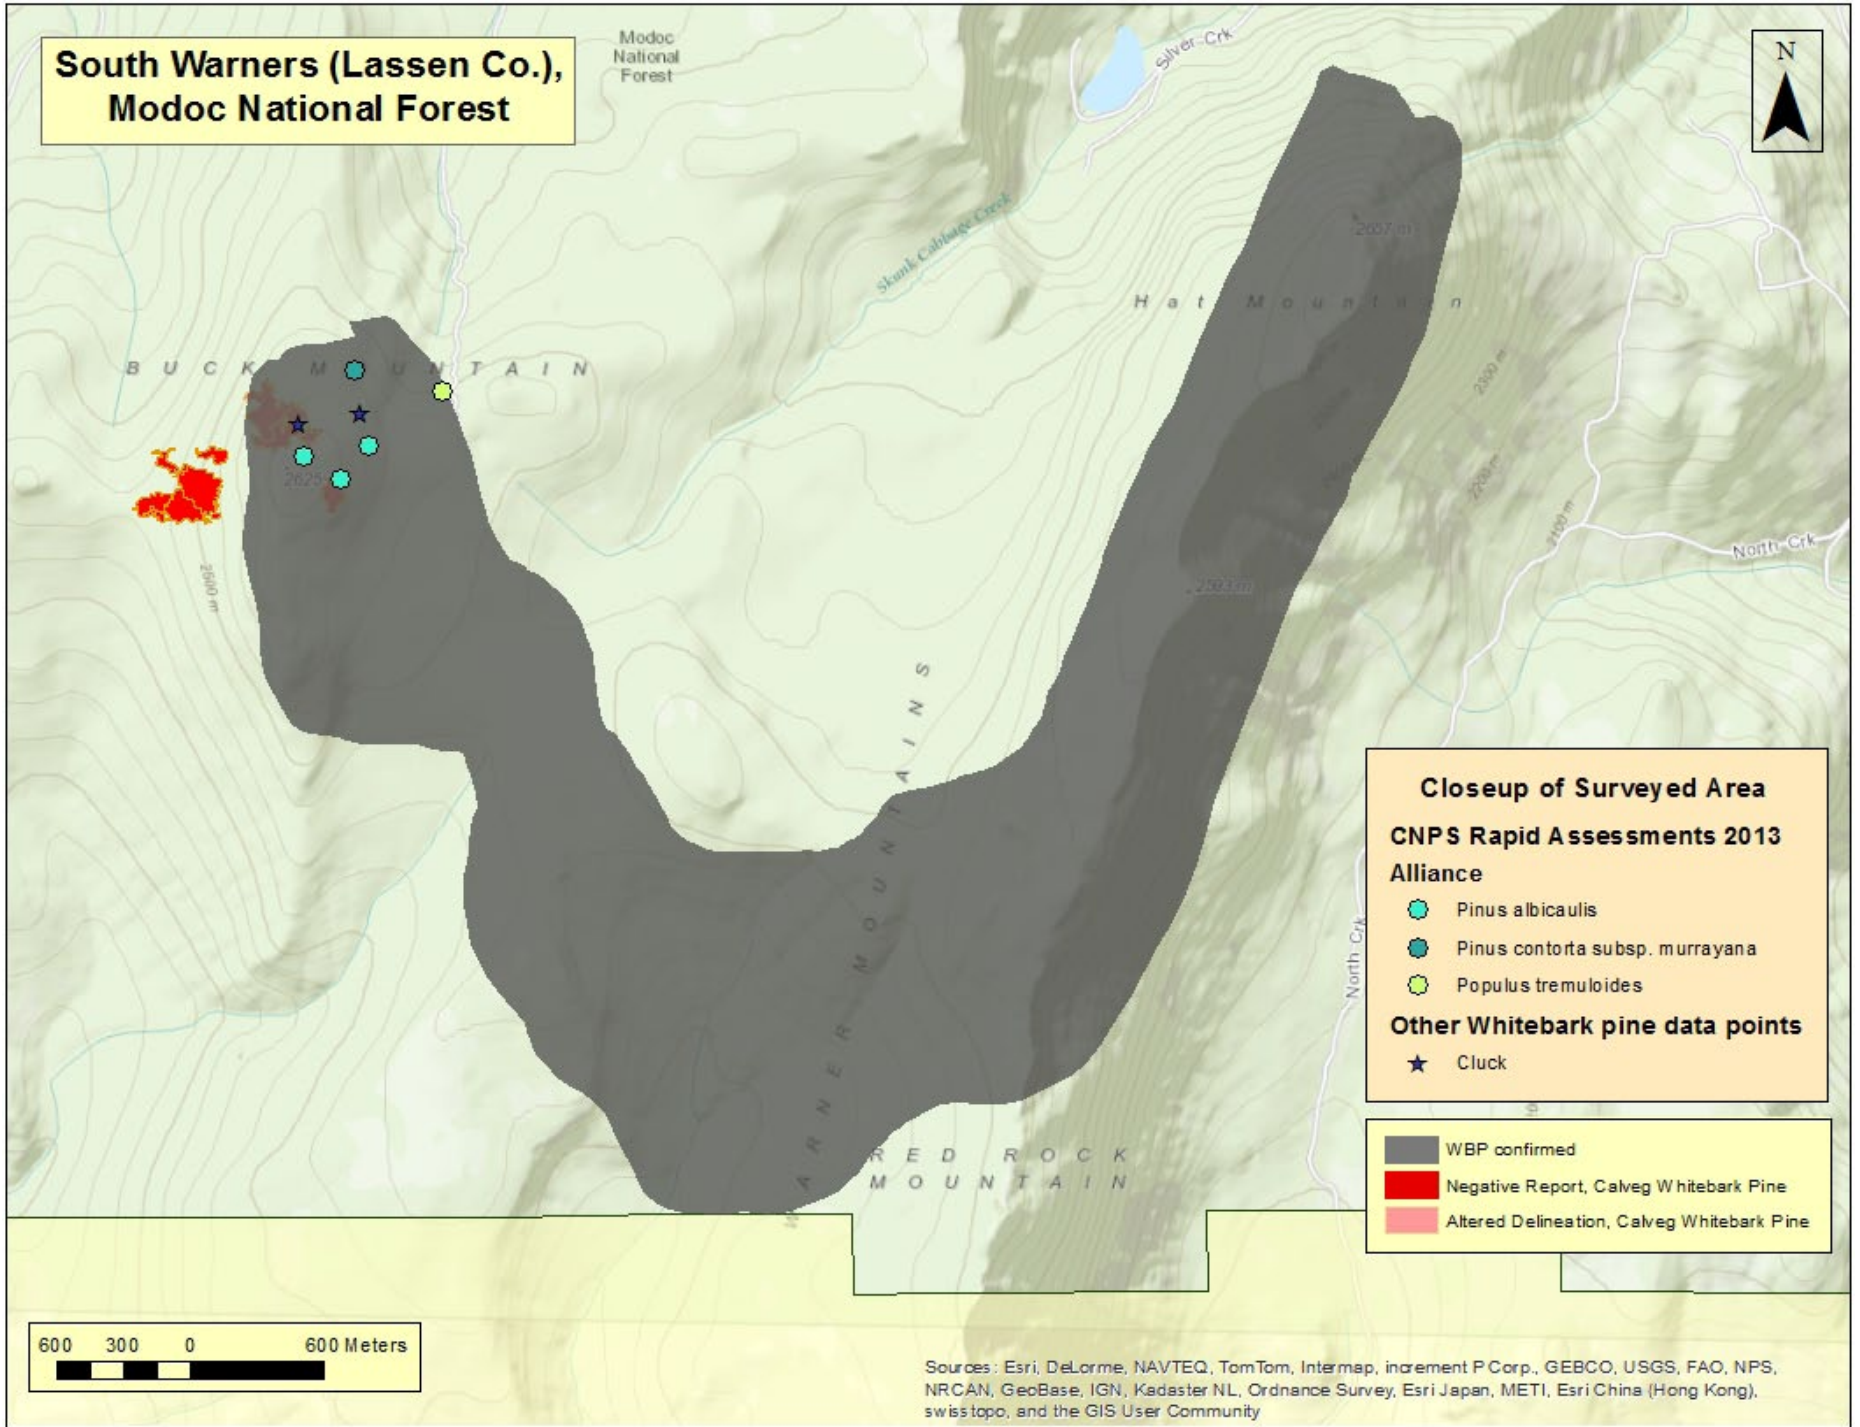 South Warners (Lassen Co.),
Modoc National Forest
Modoc
National
Forest
Silver Crk
N
Skunk Cabbage Creek
2657 m
Hat Mountain
BUCK MOUNTAIN
2300 m
2200 m
2100 m
2625
2500 m
North Crk
2593 m
WARNER MOUNTAINS
North Crk
RED ROCK
MOUNTAIN
Closeup of Surveyed Area
CNPS Rapid Assessments 2013
Alliance
Pinus albicaulis
Pinus contorta subsp. murrayana
Populus tremuloides
Other Whitebark pine data points
Cluck
WBP confirmed
Negative Report, Calveg Whitebark Pine
Altered Delineation, Calveg Whitebark Pine
600 300 0 600 Meters
Sources: Esri, DeLorme, NAVTEQ, TomTom, Intermap, increment P Corp., GEBCO, USGS, FAO, NPS,
NRCAN, GeoBase, IGN, Kadaster NL, Ordnance Survey, Esri Japan, METI, Esri China (Hong Kong),
swisstopo, and the GIS User Community